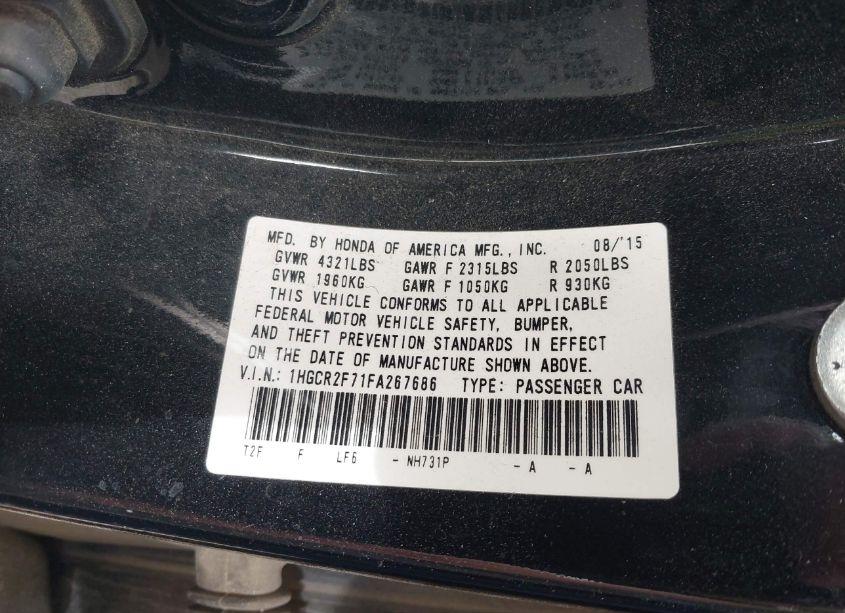 MFD. BY HONDA OF AMERICA MFG., INC. 08/'15
GVWR 4321LBS GAWR F 2315LBS R 2050LBS
GVWR 1960KG GAWR F 1050KG R 930KG
THIS VEHICLE CONFORMS TO ALL APPLICABLE
FEDERAL MOTOR VEHICLE SAFETY, BUMPER,
AND THEFT PREVENTION STANDARDS IN EFFECT
ON THE DATE OF MANUFACTURE SHOWN ABOVE.
V.I.N.: 1HGCR2F71FA267686 TYPE: PASSENGER CAR
T2F F LF6 - NH731P - A - A